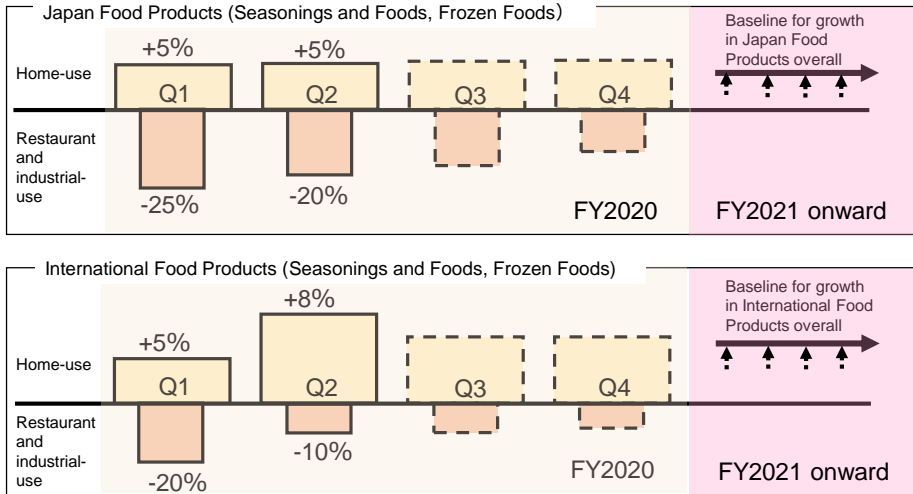 Japan Food Products (Seasonings and Foods, Frozen Foods)
Baseline for growth
in Japan Food
Products overall
+5%
+5%
Home-use
Q1
Q2
Q3
Q4
Restaurant
and
industrial-
use
-25%
-20%
FY2020
FY2021 onward
International Food Products (Seasonings and Foods, Frozen Foods)
Baseline for growth
in International Food
Products overall
+8%
+5%
Home-use
Q1
Q2
Q3
Q4
Restaurant
and
industrial-
use
-10%
-20%
FY2020
FY2021 onward